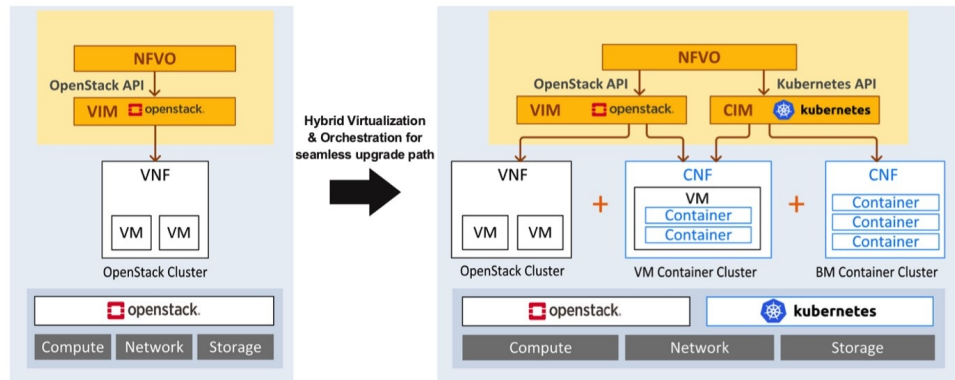 NFVO
OpenStack API
VIM openstack.
VNF
VM VM
OpenStack Cluster
openstack.
Compute Network Storage
Hybrid Virtualization
& Orchestration for
seamless upgrade path
NFVO
OpenStack API Kubernetes API
VIM openstack. CIM kubernetes
VNF + CNF + CNF
VM VM
VM
Container
Container
Container
Container
Container
OpenStack Cluster VM Container Cluster BM Container Cluster
openstack. kubernetes
Compute Network Storage